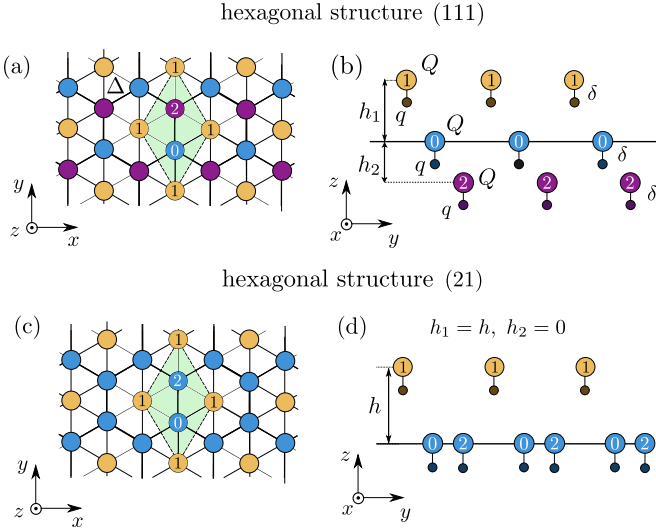 hexagonal structure (111)
(a)
Δ
1
2
1 1
0
1
y
z x
(b)
1 Q 1 1
q δ
h₁
0 Q 0 0
h₂ q δ
2 Q 2 2
q δ
z
x y
hexagonal structure (21)
(c)
1
2
1 1
0
1
y
z x
(d) h₁ = h, h₂ = 0
1 1 1
h
0 2 0 2 0 2
z
x y